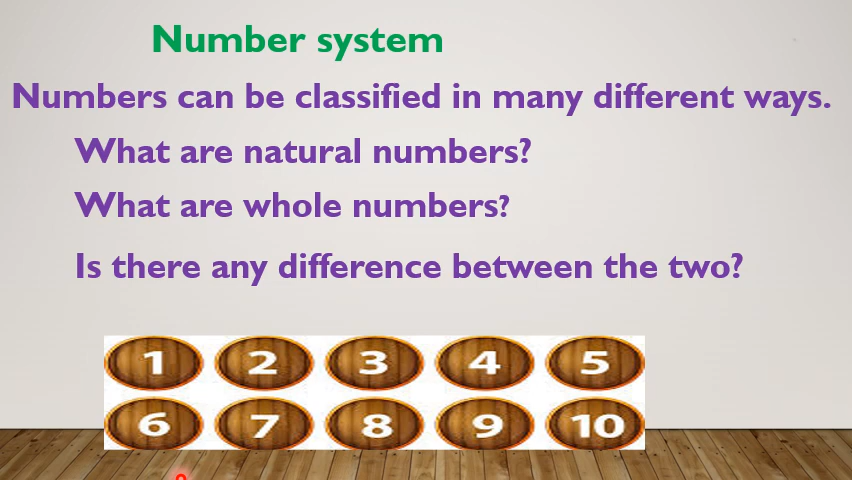 Number system
Numbers can be classified in many different ways.
What are natural numbers?
What are whole numbers?
Is there any difference between the two?
1 2 3 4 5
6 7 8 9 10